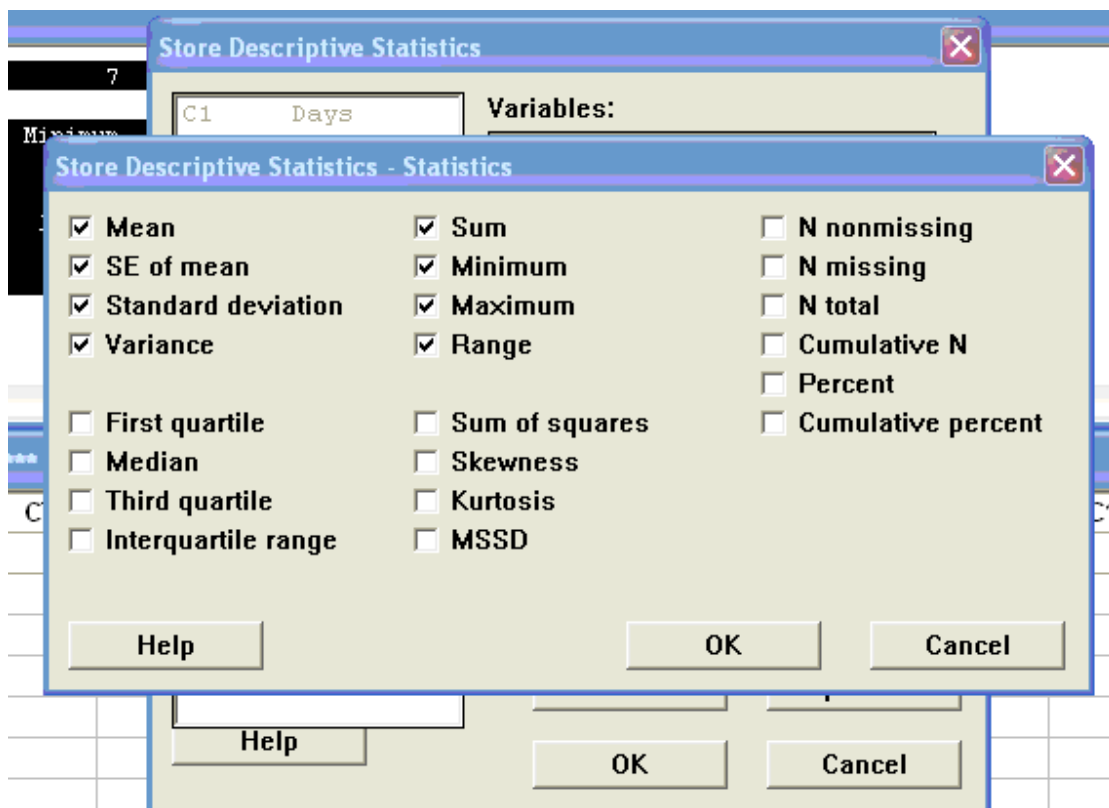 Store Descriptive Statistics
7
C1 Days
Variables:
Store Descriptive Statistics - Statistics
Mean
SE of mean
Standard deviation
Variance
First quartile
Median
Third quartile
Interquartile range
Sum
Minimum
Maximum
Range
Sum of squares
Skewness
Kurtosis
MSSD
N nonmissing
N missing
N total
Cumulative N
Percent
Cumulative percent
Help
OK
Cancel
Help
OK
Cancel
***